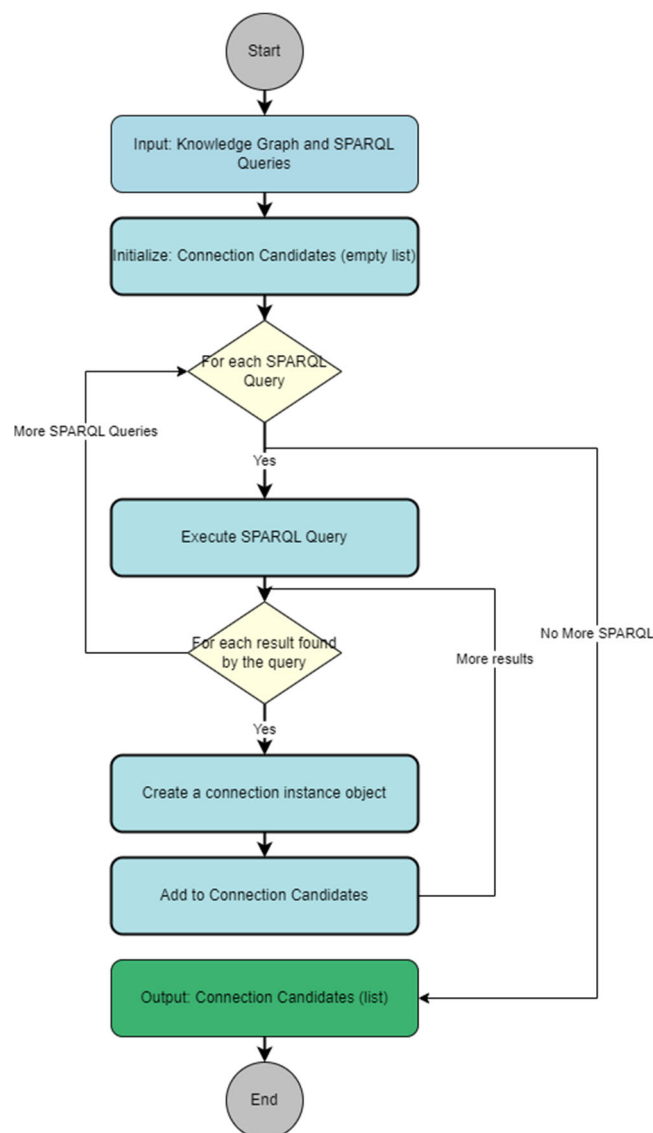 Start
Input: Knowledge Graph and SPARQL
Queries
Initialize: Connection Candidates (empty list)
For each SPARQL
Query
More SPARQL Queries
Yes
Execute SPARQL Query
For each result found
by the query
No More SPARQL
More results
Yes
Create a connection instance object
Add to Connection Candidates
Output: Connection Candidates (list)
End